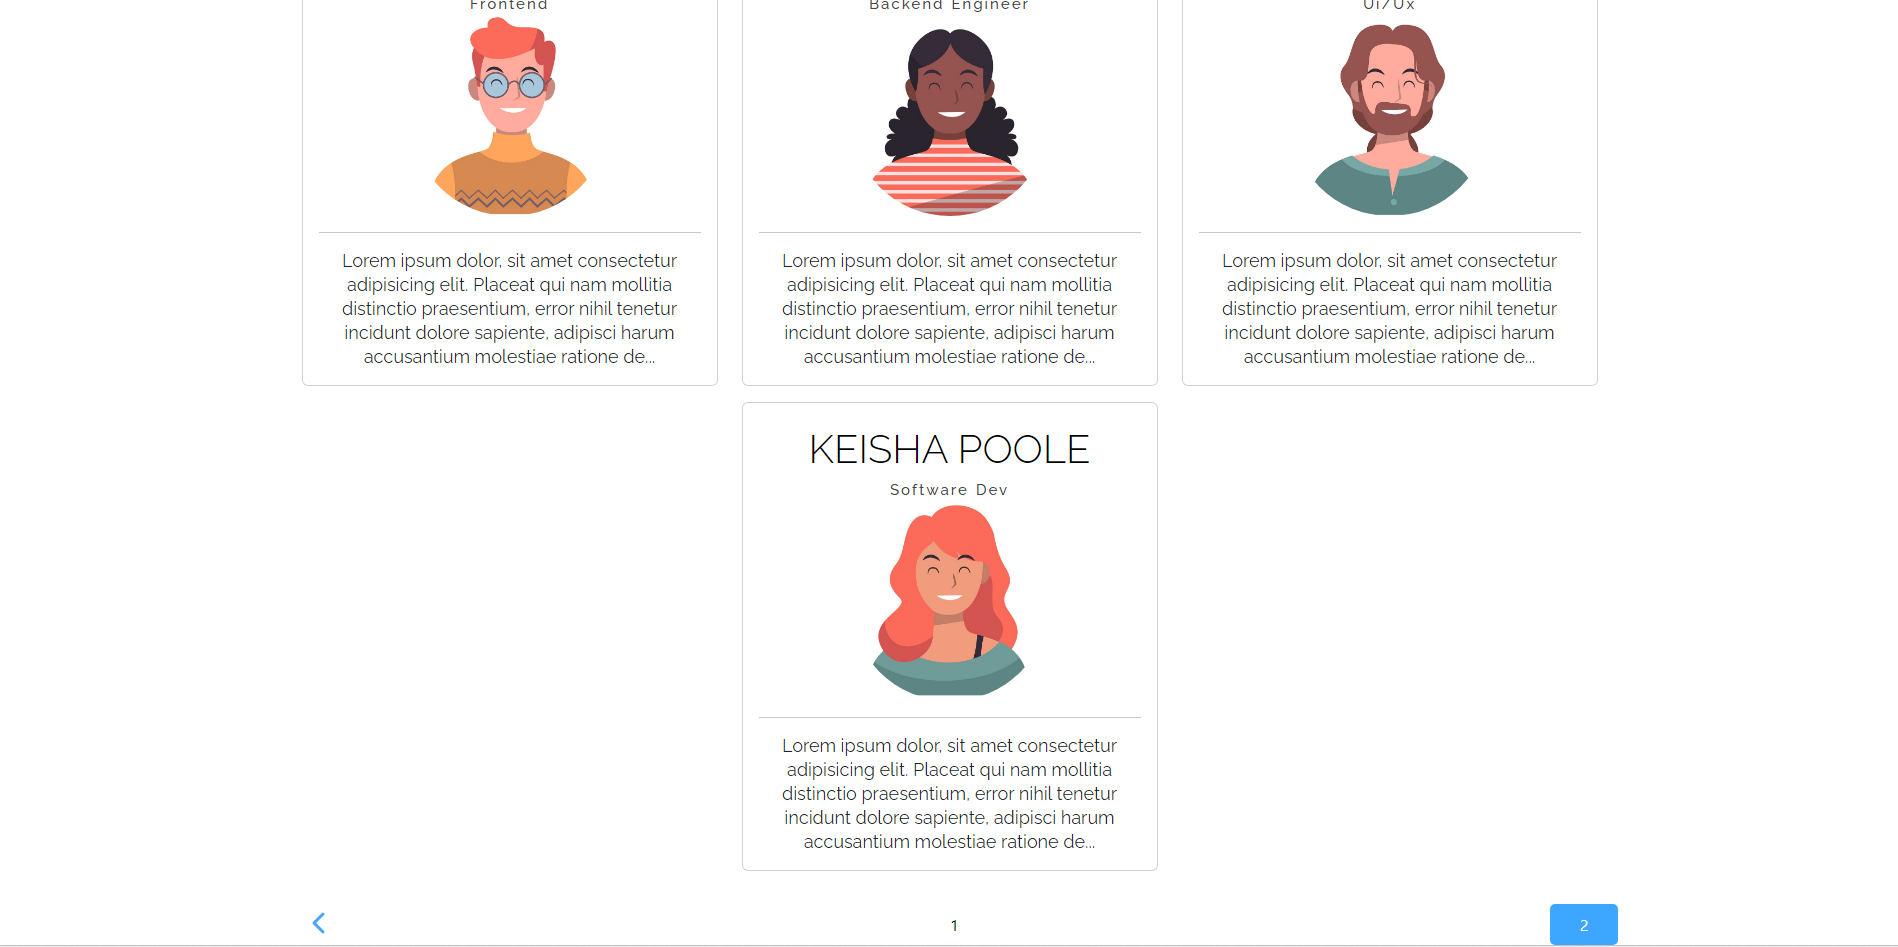 Frontend
Backend Engineer
Ui/Ux
Lorem ipsum dolor, sit amet consectetur
adipisicing elit. Placeat qui nam mollitia
distinctio praesentium, error nihil tenetur
incidunt dolore sapiente, adipisci harum
accusantium molestiae ratione de...
Lorem ipsum dolor, sit amet consectetur
adipisicing elit. Placeat qui nam mollitia
distinctio praesentium, error nihil tenetur
incidunt dolore sapiente, adipisci harum
accusantium molestiae ratione de...
Lorem ipsum dolor, sit amet consectetur
adipisicing elit. Placeat qui nam mollitia
distinctio praesentium, error nihil tenetur
incidunt dolore sapiente, adipisci harum
accusantium molestiae ratione de...
KEISHA POOLE
Software Dev
Lorem ipsum dolor, sit amet consectetur
adipisicing elit. Placeat qui nam mollitia
distinctio praesentium, error nihil tenetur
incidunt dolore sapiente, adipisci harum
accusantium molestiae ratione de...
1
2